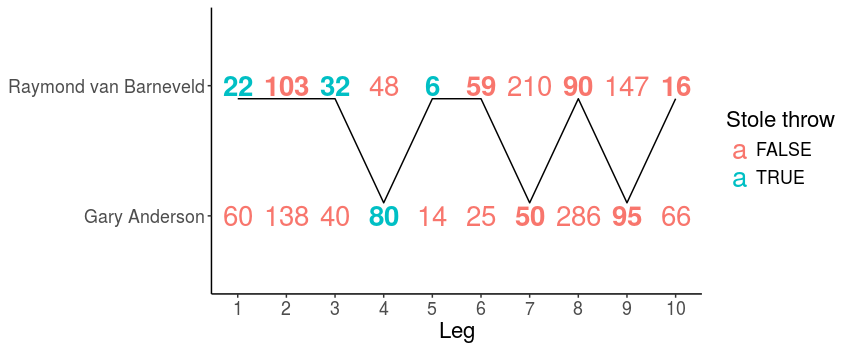 Raymond van Barneveld 22 103 32 48 6 59 210 90 147 16
Gary Anderson 60 138 40 80 14 25 50 286 95 66
1 2 3 4 5 6 7 8 9 10
Leg
Stole throw
a FALSE
a TRUE